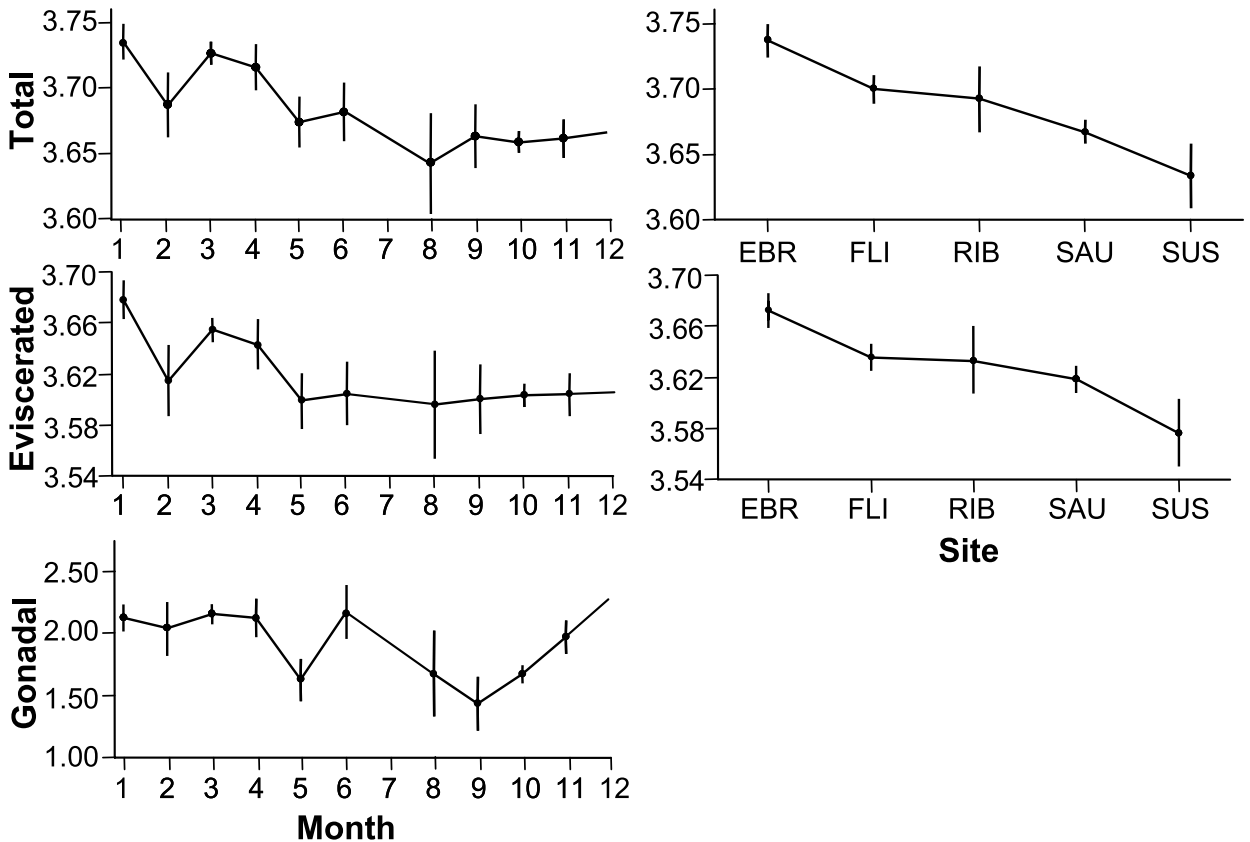 Total
3.75
3.70
3.65
3.60
1 2 3 4 5 6 7 8 9 10 11 12
3.75
3.70
3.65
3.60
EBR FLI RIB SAU SUS
Eviscerated
3.70
3.66
3.62
3.58
3.54
1 2 3 4 5 6 7 8 9 10 11 12
3.70
3.66
3.62
3.58
3.54
EBR FLI RIB SAU SUS
Site
Gonadal
2.50
2.00
1.50
1.00
1 2 3 4 5 6 7 8 9 10 11 12
Month